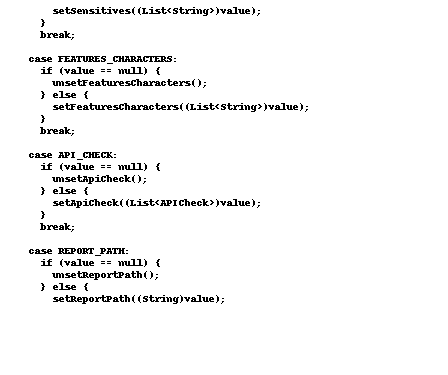 setSensitives((List<String>)value);
      }
      break;

    case FEATURES_CHARACTERS:
      if (value == null) {
        unsetFeaturesCharacters();
      } else {
        setFeaturesCharacters((List<String>)value);
      }
      break;

    case API_CHECK:
      if (value == null) {
        unsetApiCheck();
      } else {
        setApiCheck((List<APICheck>)value);
      }
      break;

    case REPORT_PATH:
      if (value == null) {
        unsetReportPath();
      } else {
        setReportPath((String)value);